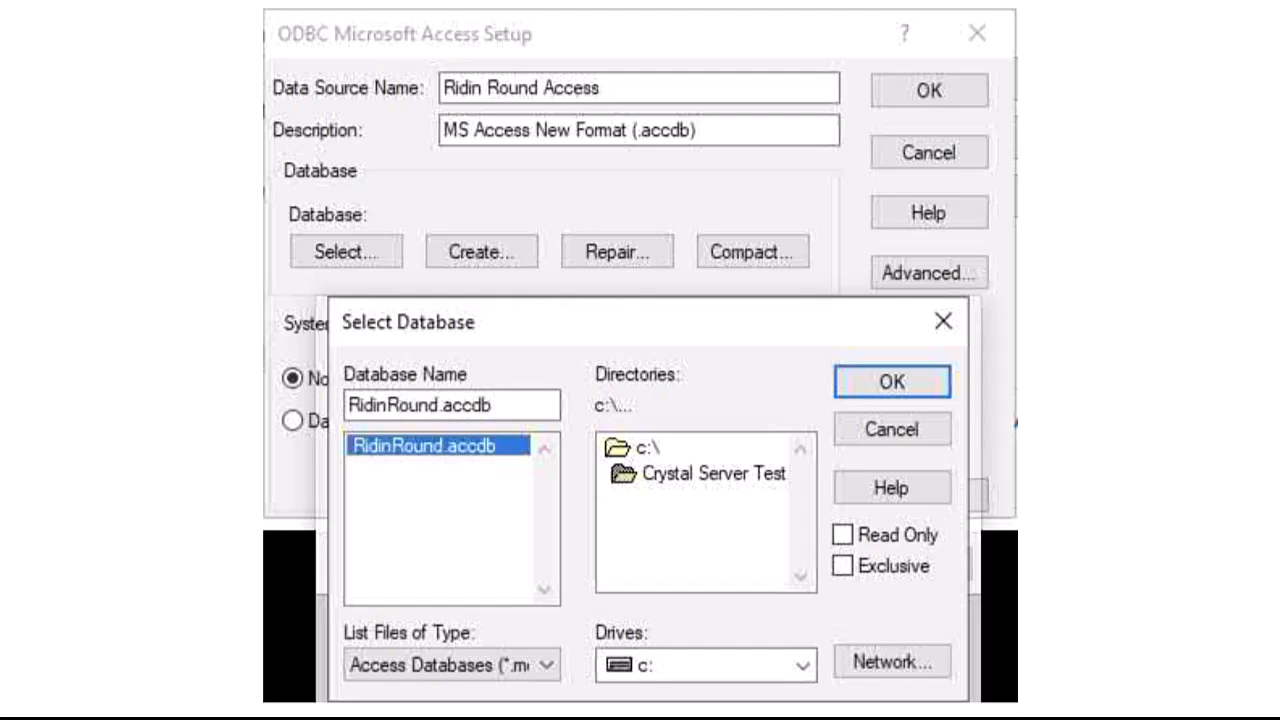 ODBC Microsoft Access Setup ?
Data Source Name: Ridin Round Access OK
Description: MS Access New Format (.accdb)
Cancel
Database
Database:
Help
Select... Create... Repair... Compact...
Advanced...
Select Database
Database Name Directories: OK
RidinRound.accdb c:\...
Cancel
RidinRound.accdb c:\
Crystal Server Test
Help
Read Only
Exclusive
List Files of Type: Drives:
Access Databases (*.m c: Network...